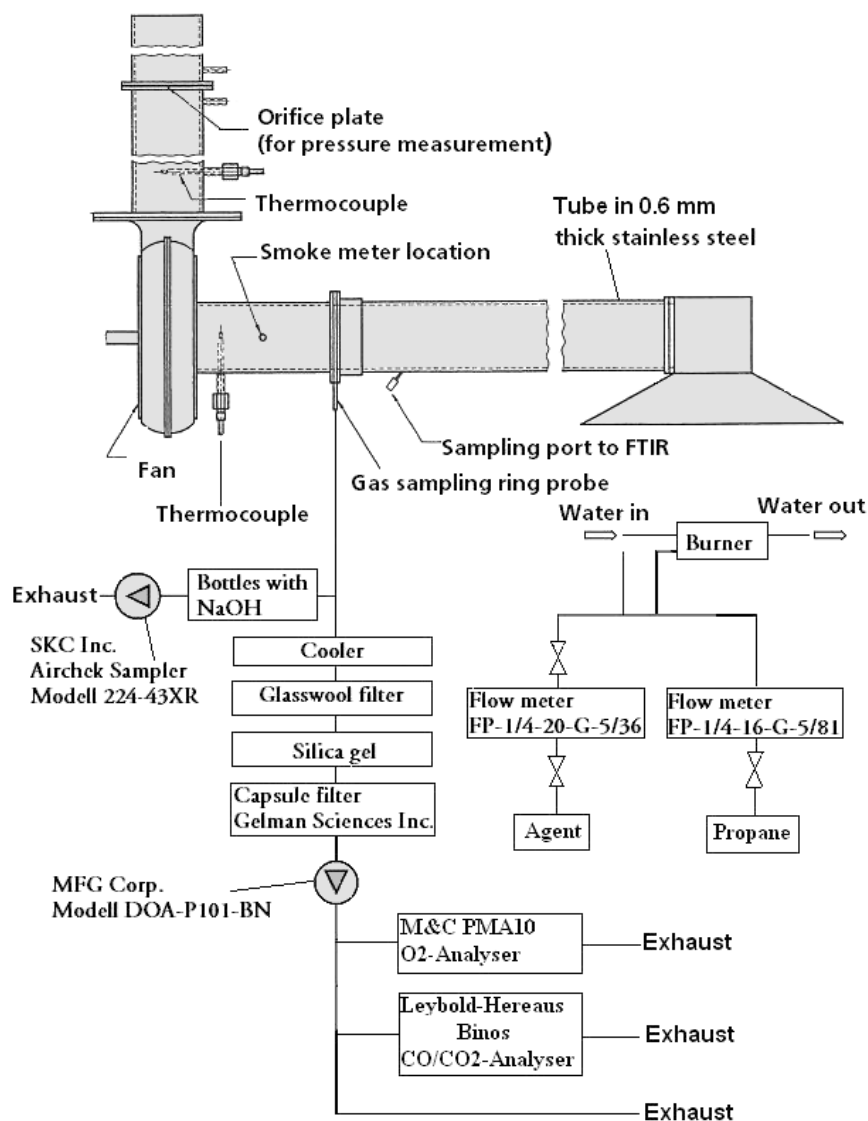 Orifice plate
(for pressure measurement)
Thermocouple
Tube in 0.6 mm
thick stainless steel
Smoke meter location
Sampling port to FTIR
Fan
Gas sampling ring probe
Thermocouple
Water in
Water out
Burner
Exhaust
Bottles with
NaOH
SKC Inc.
Airchek Sampler
Modell 224-43XR
Cooler
Glasswool filter
Silica gel
Capsule filter
Gelman Sciences Inc.
Flow meter
FP-1/4-20-G-5/36
Flow meter
FP-1/4-16-G-5/81
Agent
Propane
MFG Corp.
Modell DOA-P101-BN
M&C PMA10
O2-Analyser
Exhaust
Leybold-Hereaus
Binos
CO/CO2-Analyser
Exhaust
Exhaust